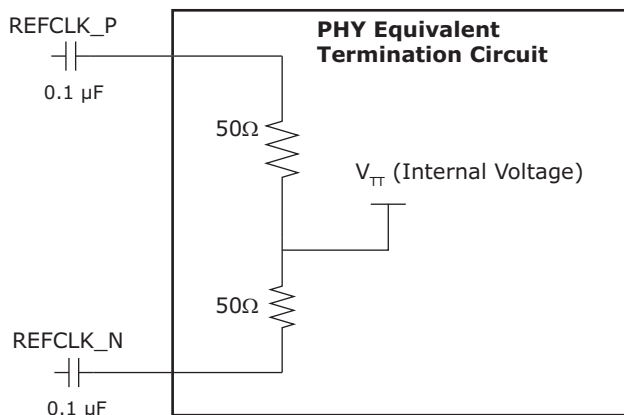 REFCLK_P
0.1 µF
PHY Equivalent
Termination Circuit
50Ω
V_TT (Internal Voltage)
50Ω
REFCLK_N
0.1 µF